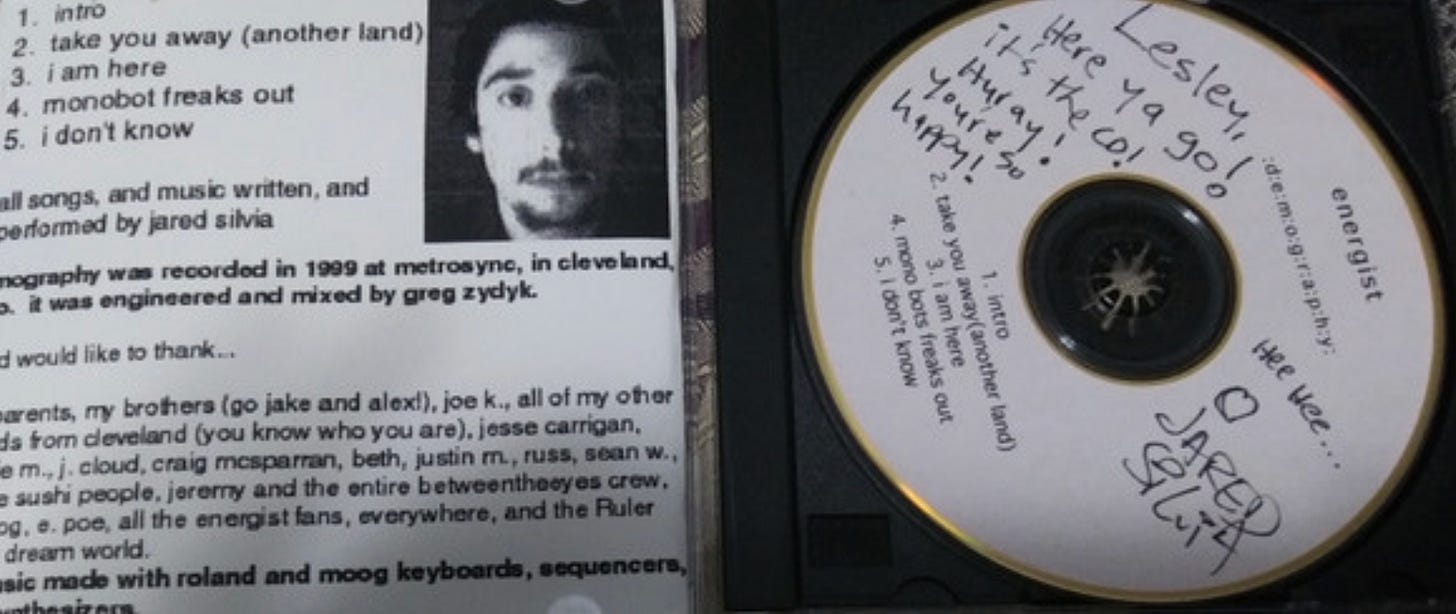 1. intro
2. take you away (another land)
3. i am here
4. monobot freaks out
5. i don't know
all songs, and music written, and
performed by jared silvia
mography was recorded in 1999 at metrosync, in cleveland,
o. it was engineered and mixed by greg zydyk.
d would like to thank...
parents, my brothers (go jake and alex!), joe k., all of my other
ds from cleveland (you know who you are), jesse carrigan,
e m., j. cloud, craig mcsparran, beth, justin m., russ, sean w.,
e sushi people, jeremy and the entire betweentheeyes crew,
og, e. poe, all the energist fans, everywhere, and the Ruler
dream world.
usic made with roland and moog keyboards, sequencers,
ynthesizers.
Lesley,
Here ya go!
it's the CD!
Huray!
you're so
happy!
energist
:d:e:m:o:g:r:a:p:h:y:
1. intro
2. take you away(another land)
3. i am here
4. mono bots freaks out
5. i don't know
Hee Hee...
JARED
SilviA